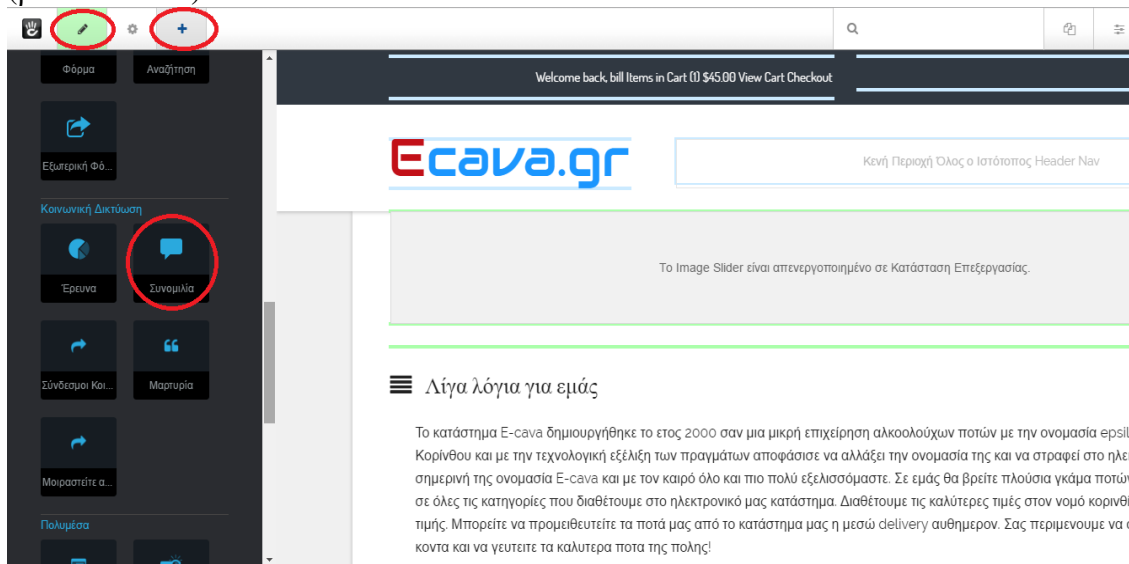 Φόρμα
Αναζήτηση
Εξωτερική Φό...
Κοινωνική Δικτύωση
Έρευνα
Συνομιλία
Σύνδεσμοι Κοι...
Μαρτυρία
Μοιραστείτε α...
Πολυμέσα
Welcome back, bill Items in Cart (1) $45.00 View Cart Checkout
Ecava.gr
Κενή Περιοχή Όλος ο Ιστότοπος Header Nav
Το Image Slider είναι απενεργοποιημένο σε Κατάσταση Επεξεργασίας.
Λίγα λόγια για εμάς
Το κατάστημα E-cava δημιουργήθηκε το ετος 2000 σαν μια μικρή επιχείρηση αλκοολούχων ποτών με την ονομασία epsil
Κορίνθου και με την τεχνολογική εξέλιξη των πραγμάτων αποφάσισε να αλλάξει την ονομασία της και να στραφεί στο ηλε
σημερινή της ονομασία E-cava και με τον καιρό όλο και πιο πολύ εξελισσόμαστε. Σε εμάς θα βρείτε πλούσια γκάμα ποτών
σε όλες τις κατηγορίες που διαθέτουμε στο ηλεκτρονικό μας κατάστημα. Διαθέτουμε τις καλύτερες τιμές στον νομό κορινθί
τιμής. Μπορείτε να προμειθευτείτε τα ποτά μας από το κατάστημα μας η μεσώ delivery αυθημερον. Σας περιμενουμε να
κοντα και να γευτειτε τα καλυτερα ποτα της πολης!